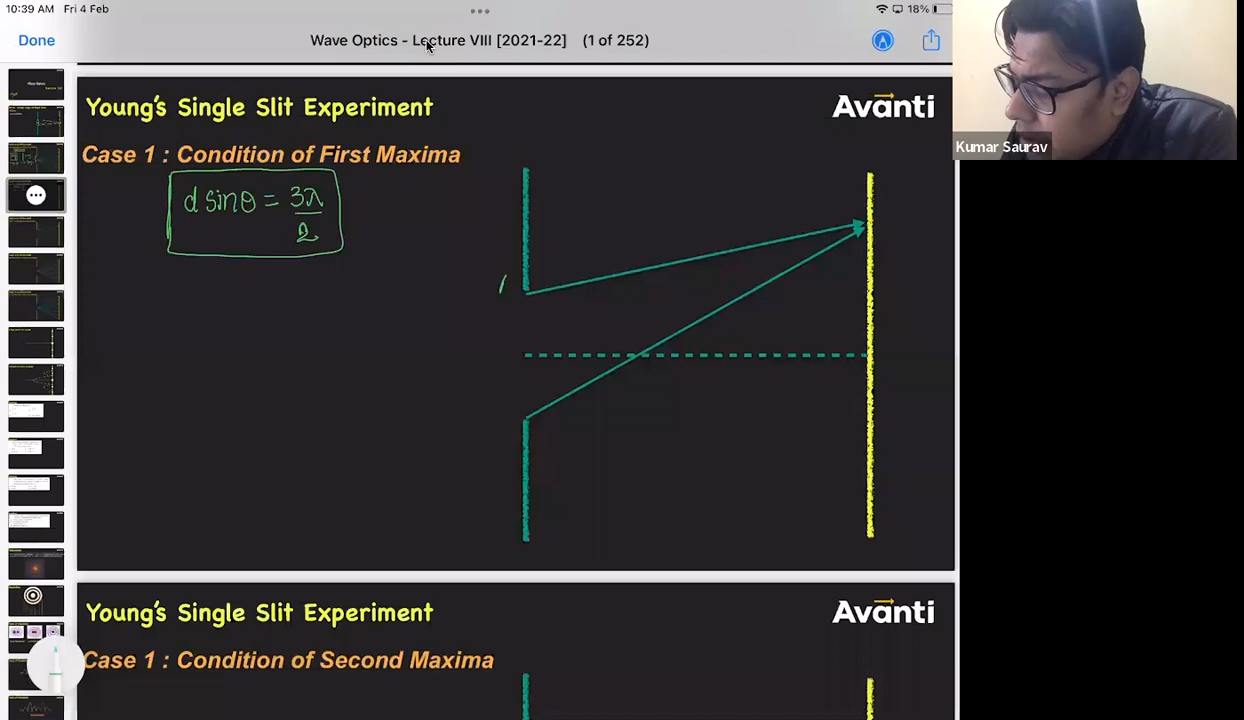 10:39 AM Fri 4 Feb
18%
Done
Wave Optics - Lecture VIII [2021-22] (1 of 252)
Young's Single Slit Experiment
Avanti
Kumar Saurav
Case 1 : Condition of First Maxima
d sinθ = 3λ/2
Young's Single Slit Experiment
Avanti
Case 1 : Condition of Second Maxima